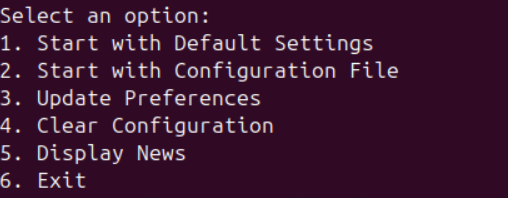 Select an option:
1. Start with Default Settings
2. Start with Configuration File
3. Update Preferences
4. Clear Configuration
5. Display News
6. Exit